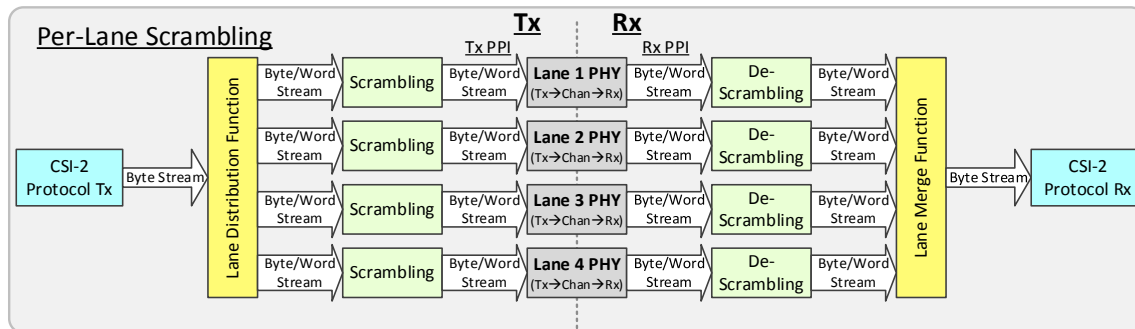 Per-Lane Scrambling
Tx
Rx
Tx PPI
Rx PPI
CSI-2
Protocol Tx
Byte Stream
Lane Distribution Function
Byte/Word
Stream
Scrambling
Byte/Word
Stream
Lane 1 PHY
(Tx→Chan→Rx)
Byte/Word
Stream
De-
Scrambling
Byte/Word
Stream
Byte/Word
Stream
Scrambling
Byte/Word
Stream
Lane 2 PHY
(Tx→Chan→Rx)
Byte/Word
Stream
De-
Scrambling
Byte/Word
Stream
Byte/Word
Stream
Scrambling
Byte/Word
Stream
Lane 3 PHY
(Tx→Chan→Rx)
Byte/Word
Stream
De-
Scrambling
Byte/Word
Stream
Byte/Word
Stream
Scrambling
Byte/Word
Stream
Lane 4 PHY
(Tx→Chan→Rx)
Byte/Word
Stream
De-
Scrambling
Byte/Word
Stream
Lane Merge Function
Byte Stream
CSI-2
Protocol Rx